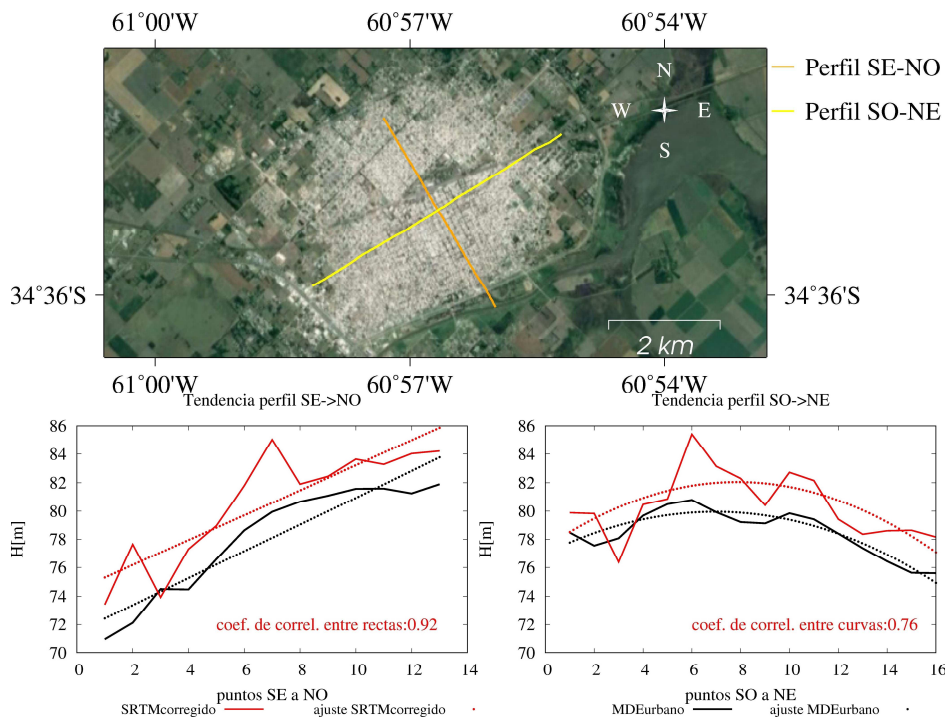 61°00'W 60°57'W 60°54'W
Perfil SE-NO
Perfil SO-NE
N
W E
S
34°36'S 34°36'S
2 km
61°00'W 60°57'W 60°54'W
Tendencia perfil SE->NO Tendencia perfil SO->NE
86 86
84 84
82 82
80 80
78 78
76 76
74 74
72 72
70 70
H[m] H[m]
coef. de correl. entre rectas:0.92 coef. de correl. entre curvas:0.76
0 2 4 6 8 10 12 14 0 2 4 6 8 10 12 14 16
puntos SE a NO puntos SO a NE
SRTMcorregido ajuste SRTMcorregido MDEurbano ajuste MDEurbano